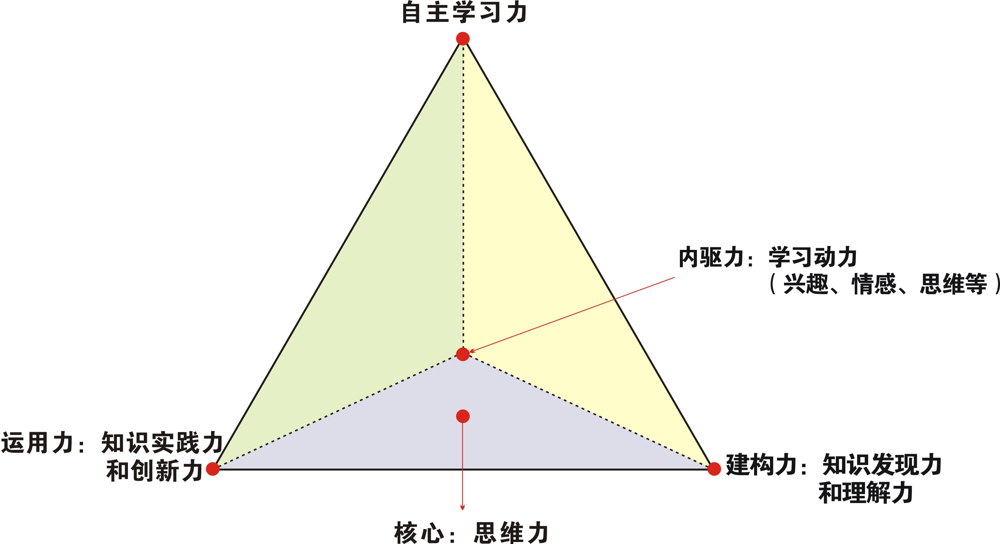 自主学习力
内驱力：学习动力
（兴趣、情感、思维等）
运用力：知识实践力
和创新力
建构力：知识发现力
和理解力
核心：思维力